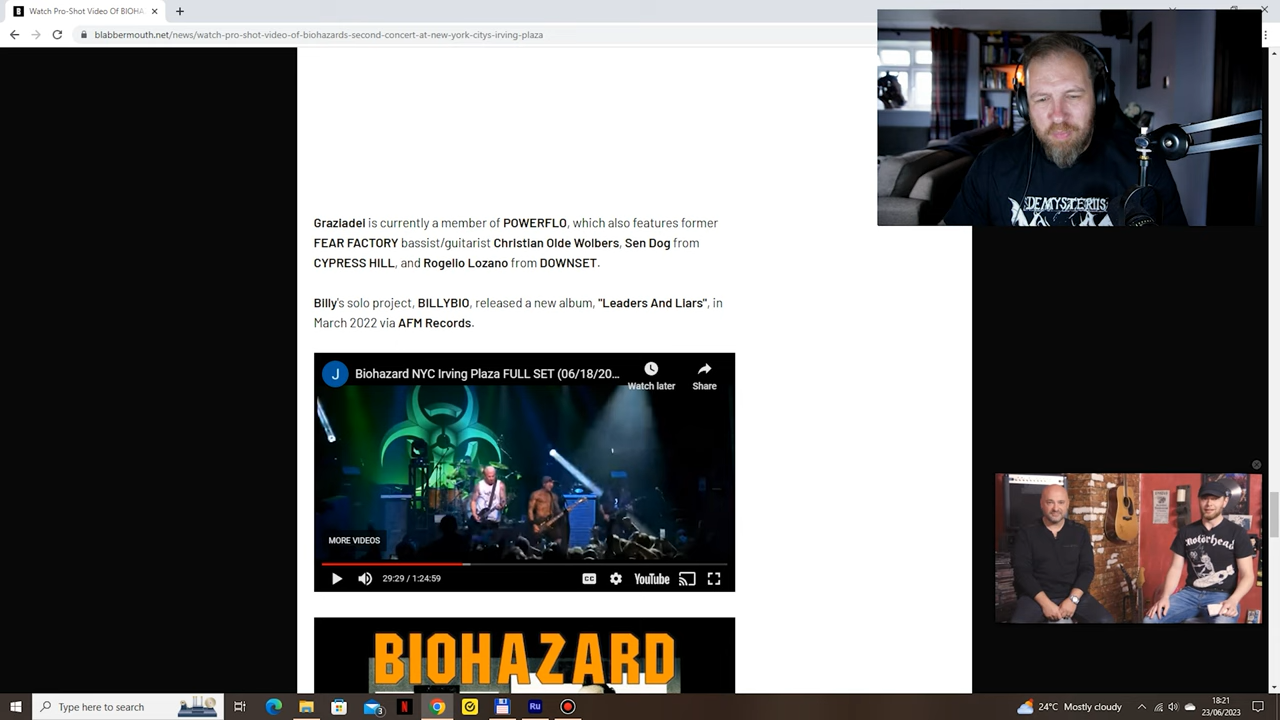 Watch Pro-Shot Video Of BIOHA
blabbermouth.net/news/watch-pro-shot-video-of-biohazards-second-concert-at-new-york-citys-irving-plaza
DEMYSTERIIS
Graziadei is currently a member of POWERFLO, which also features former
FEAR FACTORY bassist/guitarist Christian Olde Wolbers, Sen Dog from
CYPRESS HILL, and Rogelio Lozano from DOWNSET.
Billy's solo project, BILLYBIO, released a new album, "Leaders And Liars", in
March 2022 via AFM Records.
J
Biohazard NYC Irving Plaza FULL SET (06/18/20...
Watch later
Share
MORE VIDEOS
29:29 / 1:24:59
CC
YouTube
Motörhead
BIOHAZARD
Type here to search
N
Ru
24°C Mostly cloudy
18:21
23/06/2023